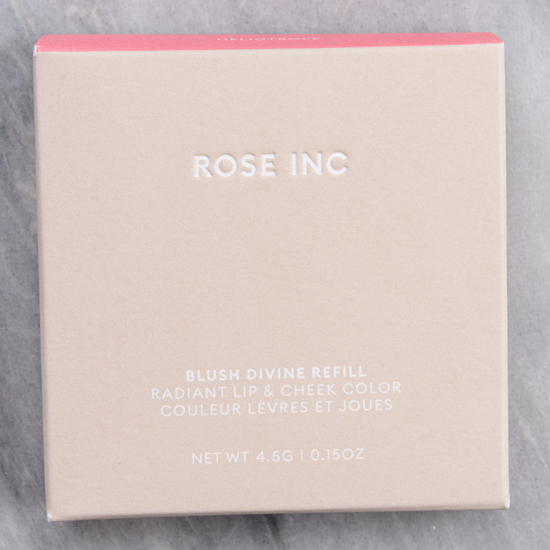 HELIOTROPE
ROSE INC
BLUSH DIVINE REFILL
RADIANT LIP & CHEEK COLOR
COULEUR LÈVRES ET JOUES
NET WT 4.5G | 0.15OZ